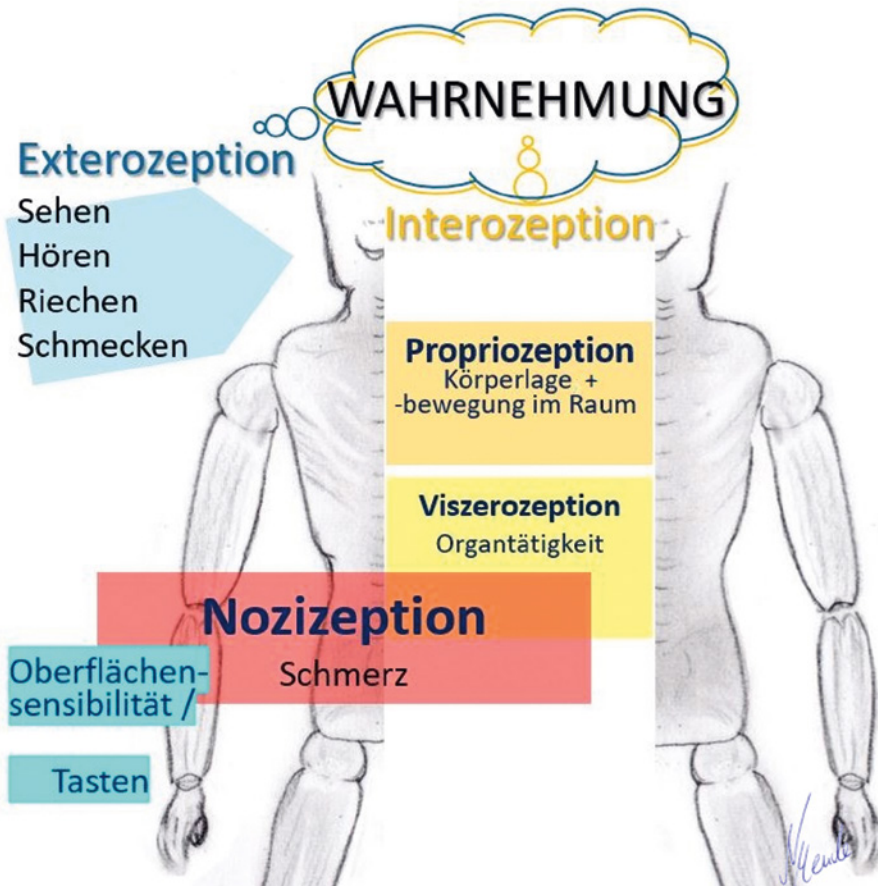 WAHRNEHMUNG
Exterozeption
Sehen
Hören
Riechen
Schmecken
Interozeption
Propriozeption
Körperlage +
-bewegung im Raum
Viszerozeption
Organtätigkeit
Nozizeption
Schmerz
Oberflächen-
sensibilität /
Tasten